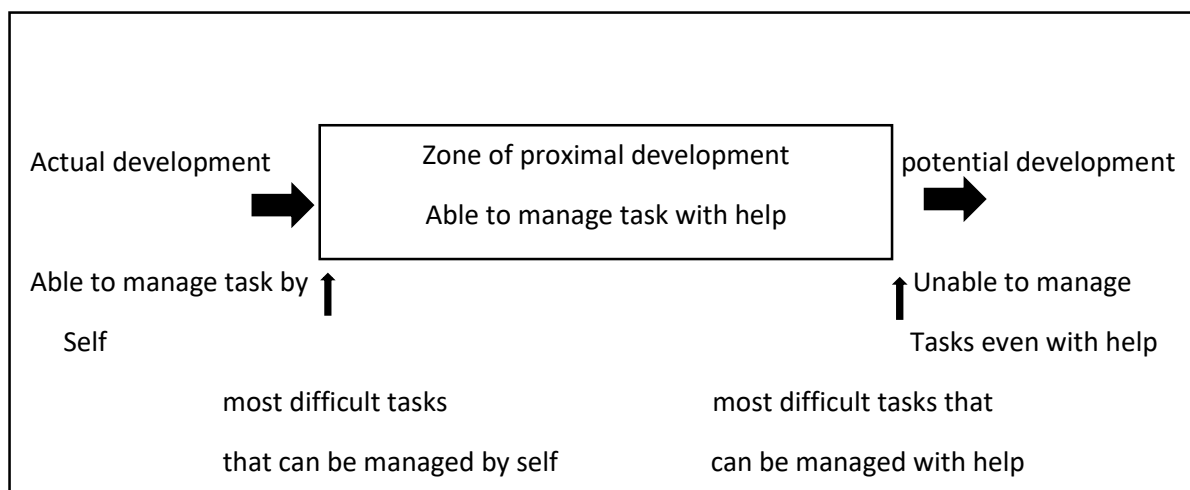 Zone of proximal development
Actual development
potential development
Able to manage task with help
Able to manage task by
Unable to manage
Self
Tasks even with help
most difficult tasks
most difficult tasks that
that can be managed by self
can be managed with help